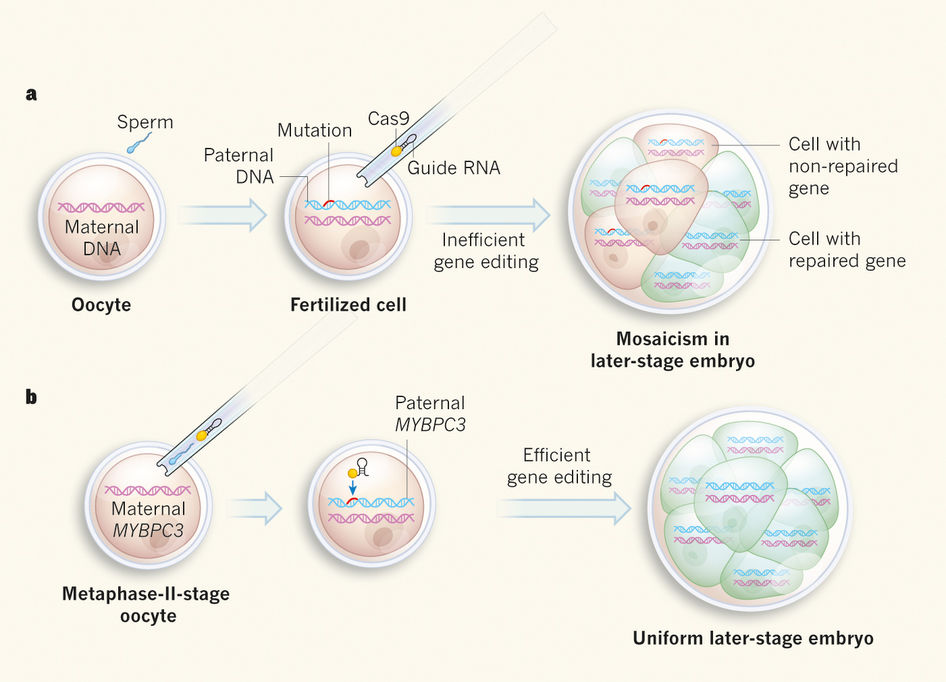 a
Sperm
Maternal
DNA
Oocyte
Paternal
DNA
Mutation
Cas9
Guide RNA
Fertilized cell
Inefficient
gene editing
Cell with
non-repaired
gene
Cell with
repaired gene
Mosaicism in
later-stage embryo
b
Maternal
MYBPC3
Metaphase-II-stage
oocyte
Paternal
MYBPC3
Efficient
gene editing
Uniform later-stage embryo